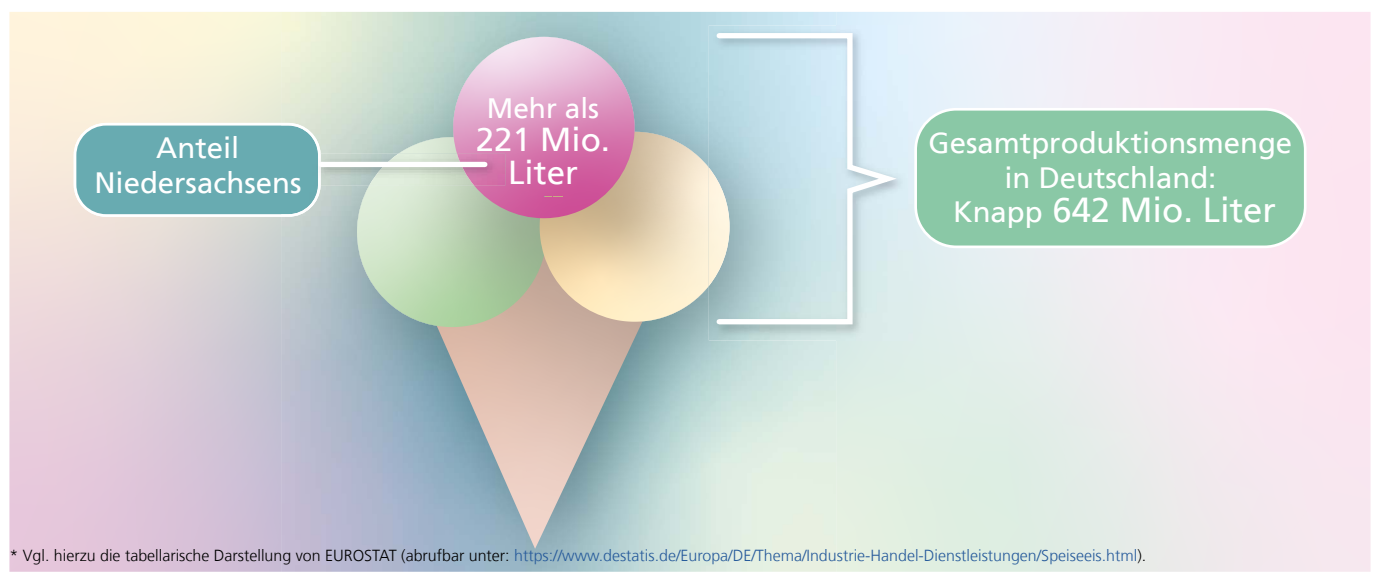 Anteil
Niedersachsens
Mehr als
221 Mio.
Liter
Gesamtproduktionsmenge
in Deutschland:
Knapp 642 Mio. Liter
* Vgl. hierzu die tabellarische Darstellung von EUROSTAT (abrufbar unter: https://www.destatis.de/Europa/DE/Thema/Industrie-Handel-Dienstleistungen/Speiseeis.html).